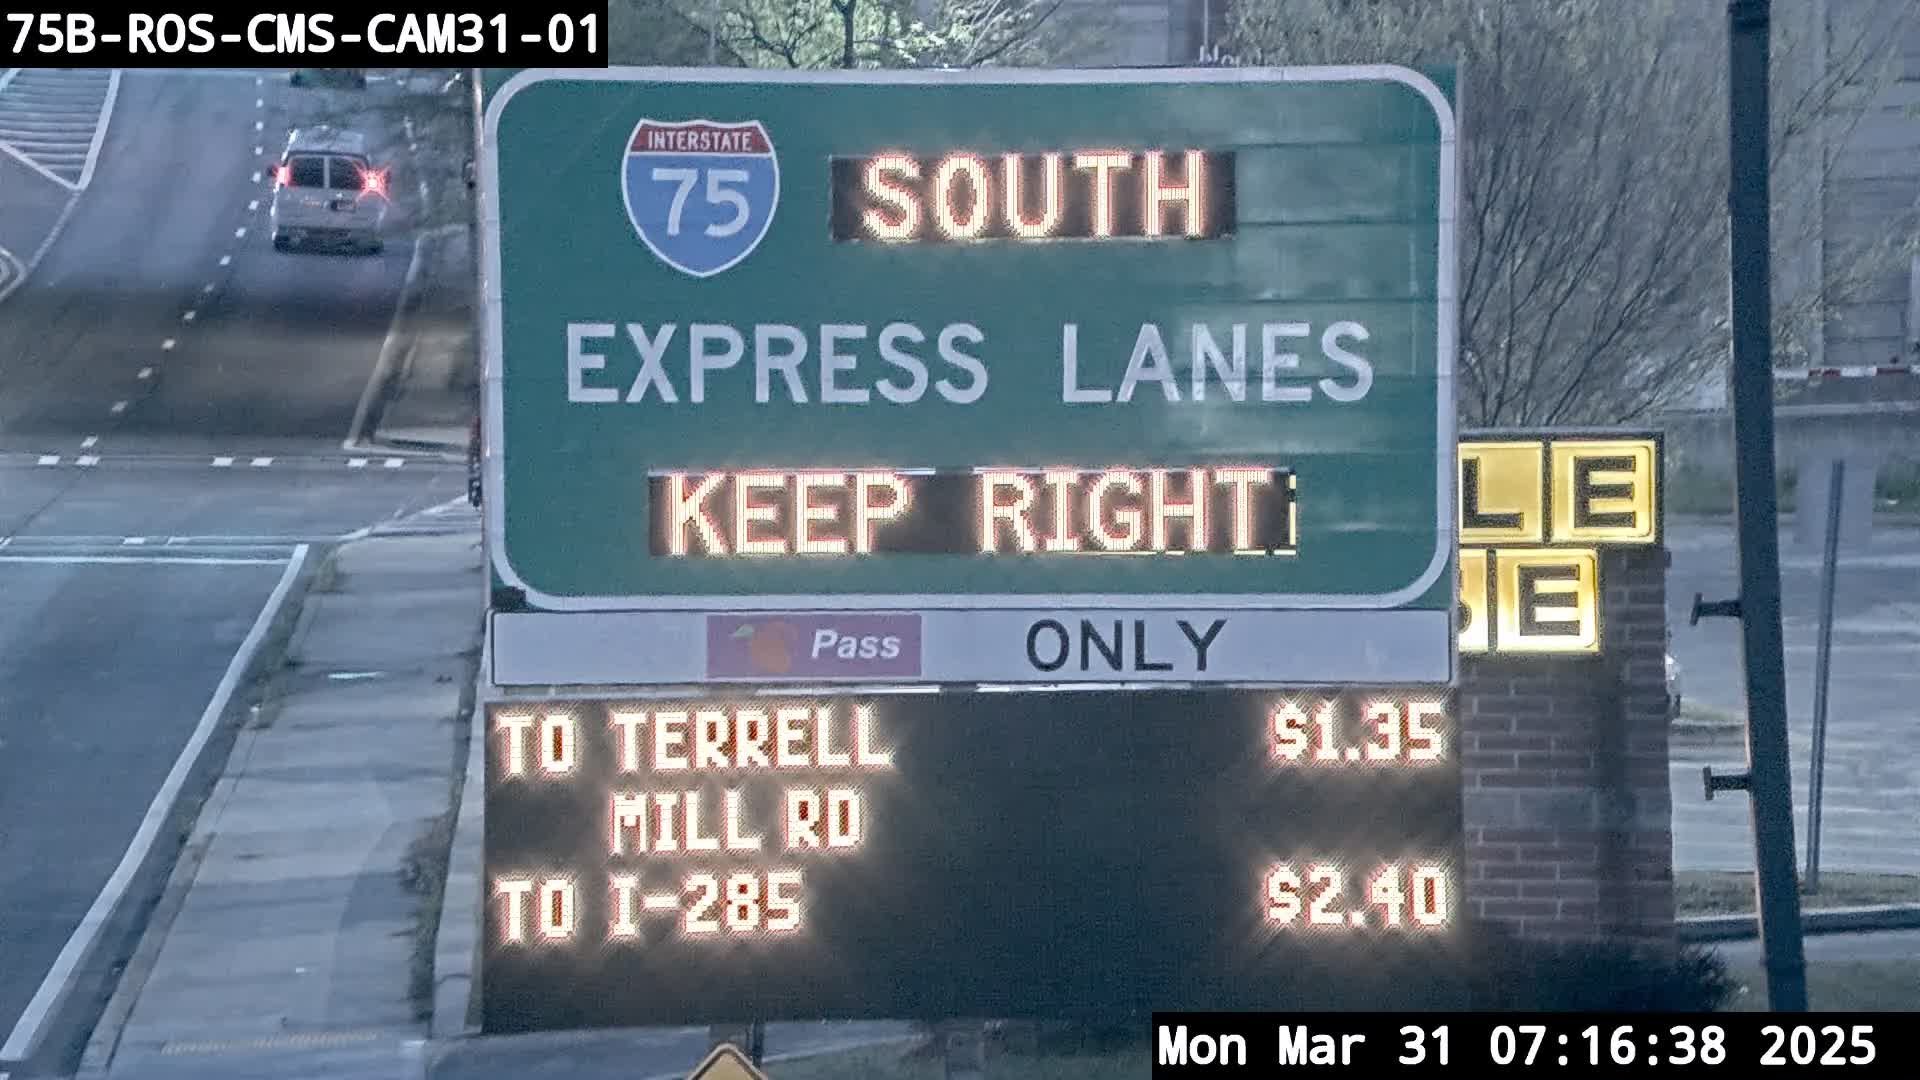 75B-ROS-CMS-CAM31-01
INTERSTATE
75
SOUTH
EXPRESS LANES
KEEP RIGHT
LE
E
Pass ONLY
TO TERRELL $1.35
MILL RD
TO I-285 $2.40
Mon Mar 31 07:16:38 2025